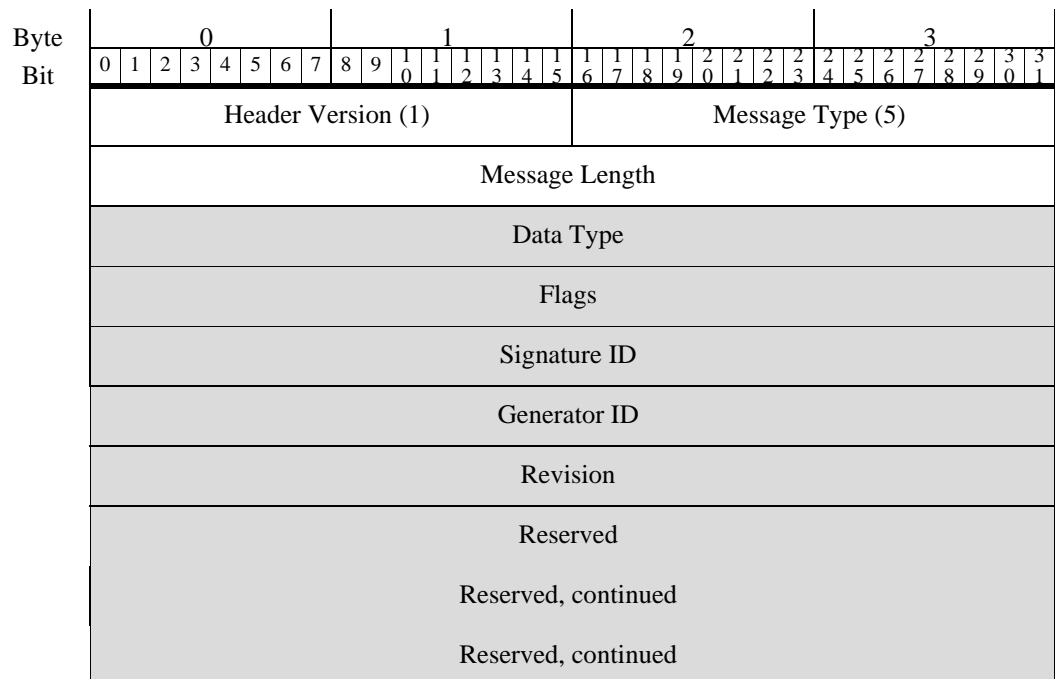 Byte 0 1 2 3
Bit 0 1 2 3 4 5 6 7 8 9 10 11 12 13 14 15 16 17 18 19 20 21 22 23 24 25 26 27 28 29 30 31
Header Version (1) Message Type (5)
Message Length
Data Type
Flags
Signature ID
Generator ID
Revision
Reserved
Reserved, continued
Reserved, continued